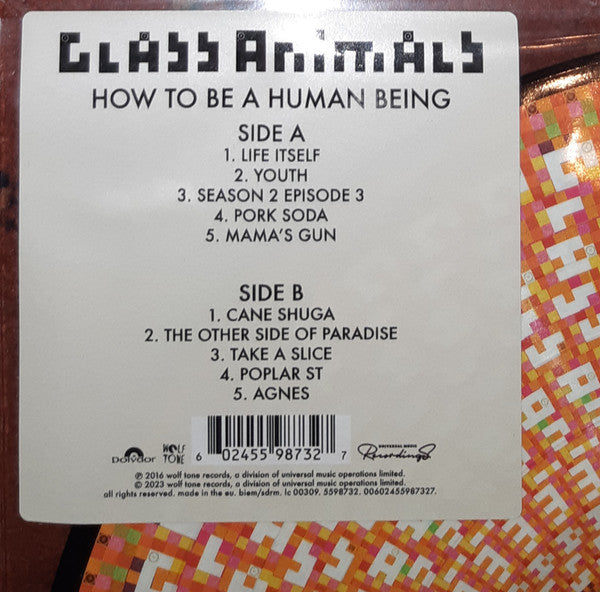 GLASS ANIMALS
HOW TO BE A HUMAN BEING
SIDE A
1. LIFE ITSELF
2. YOUTH
3. SEASON 2 EPISODE 3
4. PORK SODA
5. MAMA'S GUN
SIDE B
1. CANE SHUGA
2. THE OTHER SIDE OF PARADISE
3. TAKE A SLICE
4. POPLAR ST
5. AGNES
polydor
WOLF
TONE
6 02455 98732 7
UNIVERSAL MUSIC
Recordings
℗ 2016 wolf tone records, a division of universal music operations limited.
© 2023 wolf tone records, a division of universal music operations limited.
all rights reserved. made in the eu. biem/sdrm. lc 00309. 5598732. 00602455987327.
GLASS ANIMALS